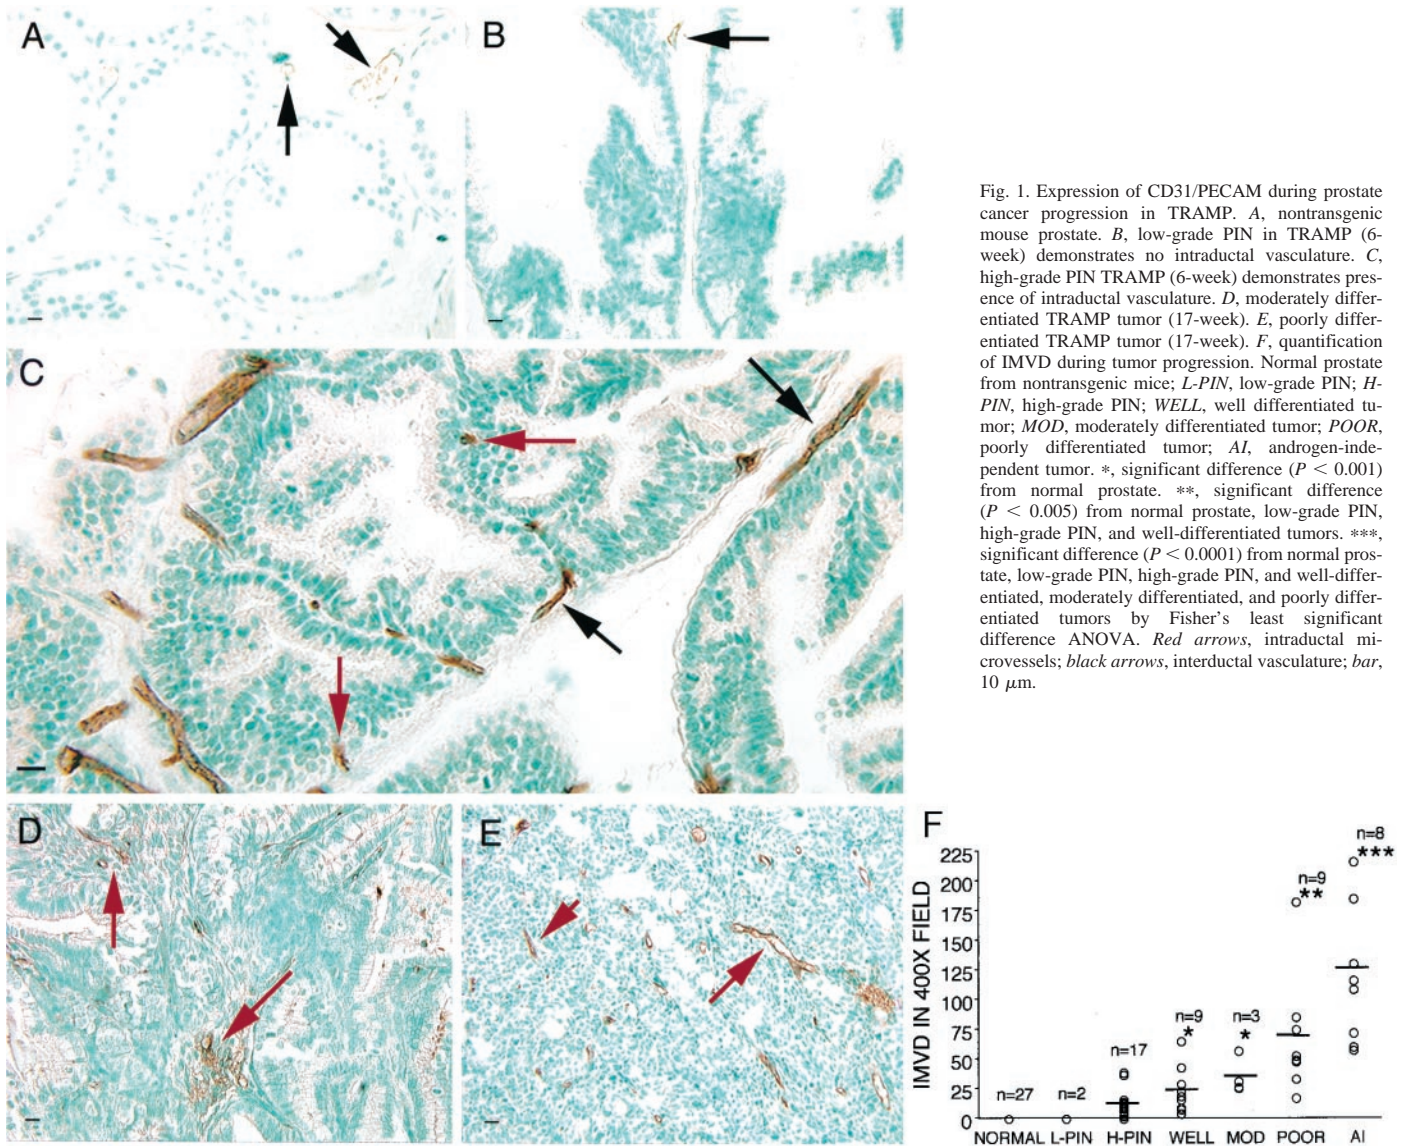 A
B
C
D
E
Fig. 1. Expression of CD31/PECAM during prostate
cancer progression in TRAMP. A, nontransgenic
mouse prostate. B, low-grade PIN in TRAMP (6-
week) demonstrates no intraductal vasculature. C,
high-grade PIN TRAMP (6-week) demonstrates pres-
ence of intraductal vasculature. D, moderately differ-
entiated TRAMP tumor (17-week). E, poorly differ-
entiated TRAMP tumor (17-week). F, quantification
of IMVD during tumor progression. Normal prostate
from nontransgenic mice; L-PIN, low-grade PIN; H-
PIN, high-grade PIN; WELL, well differentiated tu-
mor; MOD, moderately differentiated tumor; POOR,
poorly differentiated tumor; AI, androgen-inde-
pendent tumor. *, significant difference (P < 0.001)
from normal prostate. **, significant difference
(P < 0.005) from normal prostate, low-grade PIN,
high-grade PIN, and well-differentiated tumors. ***,
significant difference (P < 0.0001) from normal pros-
tate, low-grade PIN, high-grade PIN, and well-differ-
entiated, moderately differentiated, and poorly differ-
entiated tumors by Fisher's least significant
difference ANOVA. Red arrows, intraductal mi-
crovessels; black arrows, interductal vasculature; bar,
10 μm.
F
IMVD IN 400X FIELD
225
200
175
150
125
100
75
50
25
0
n=27
n=2
n=17
n=9
*
n=3
*
n=9
**
n=8
***
NORMAL L-PIN H-PIN WELL MOD POOR AI